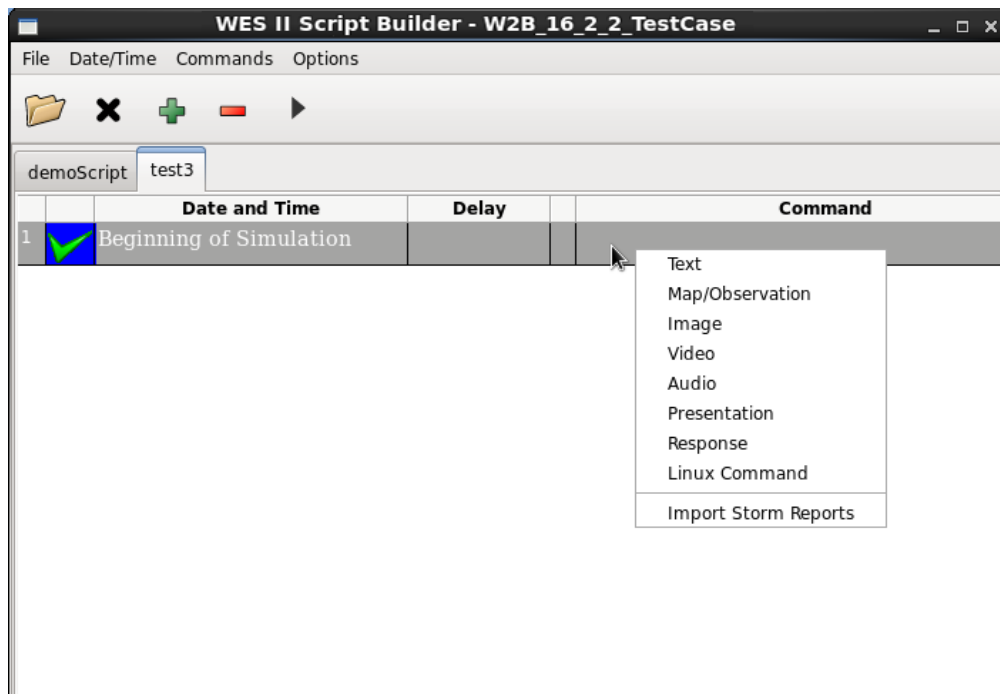 WES II Script Builder - W2B_16_2_2_TestCase
File Date/Time Commands Options
demoScript test3
Date and Time Delay Command
1 Beginning of Simulation
Text
Map/Observation
Image
Video
Audio
Presentation
Response
Linux Command
Import Storm Reports